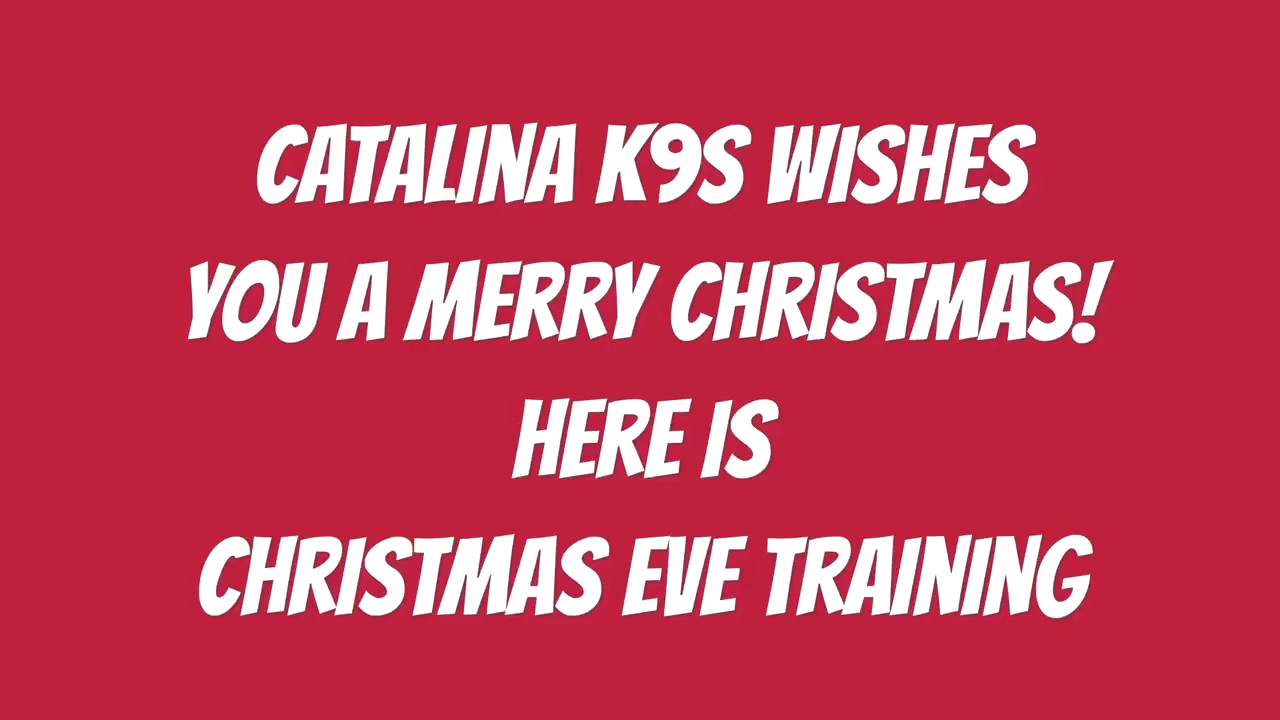 CATALINA K9S WISHES
YOU A MERRY CHRISTMAS!
HERE IS
CHRISTMAS EVE TRAINING